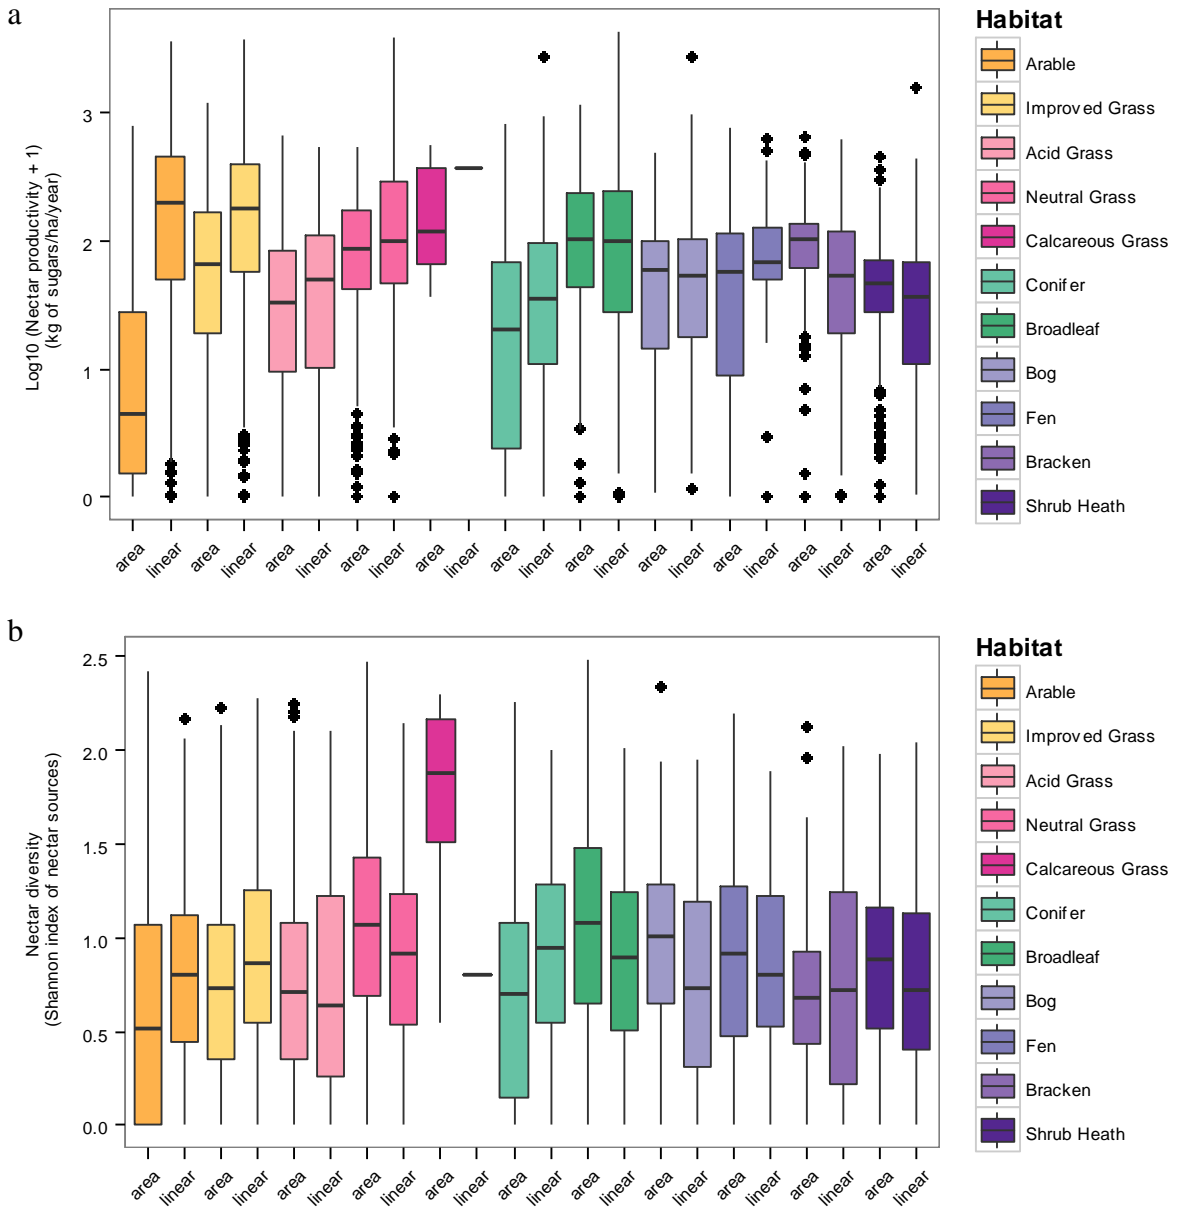 a
Log10 (Nectar productivity + 1)
(kg of sugars/ha/year)
3
2
1
0
area linear area linear area linear area linear area linear area linear area linear area linear area linear area linear area linear
Habitat
Arable
Improved Grass
Acid Grass
Neutral Grass
Calcareous Grass
Conifer
Broadleaf
Bog
Fen
Bracken
Shrub Heath
b
Nectar diversity
(Shannon index of nectar sources)
2.5
2.0
1.5
1.0
0.5
0.0
area linear area linear area linear area linear area linear area linear area linear area linear area linear area linear area linear
Habitat
Arable
Improved Grass
Acid Grass
Neutral Grass
Calcareous Grass
Conifer
Broadleaf
Bog
Fen
Bracken
Shrub Heath